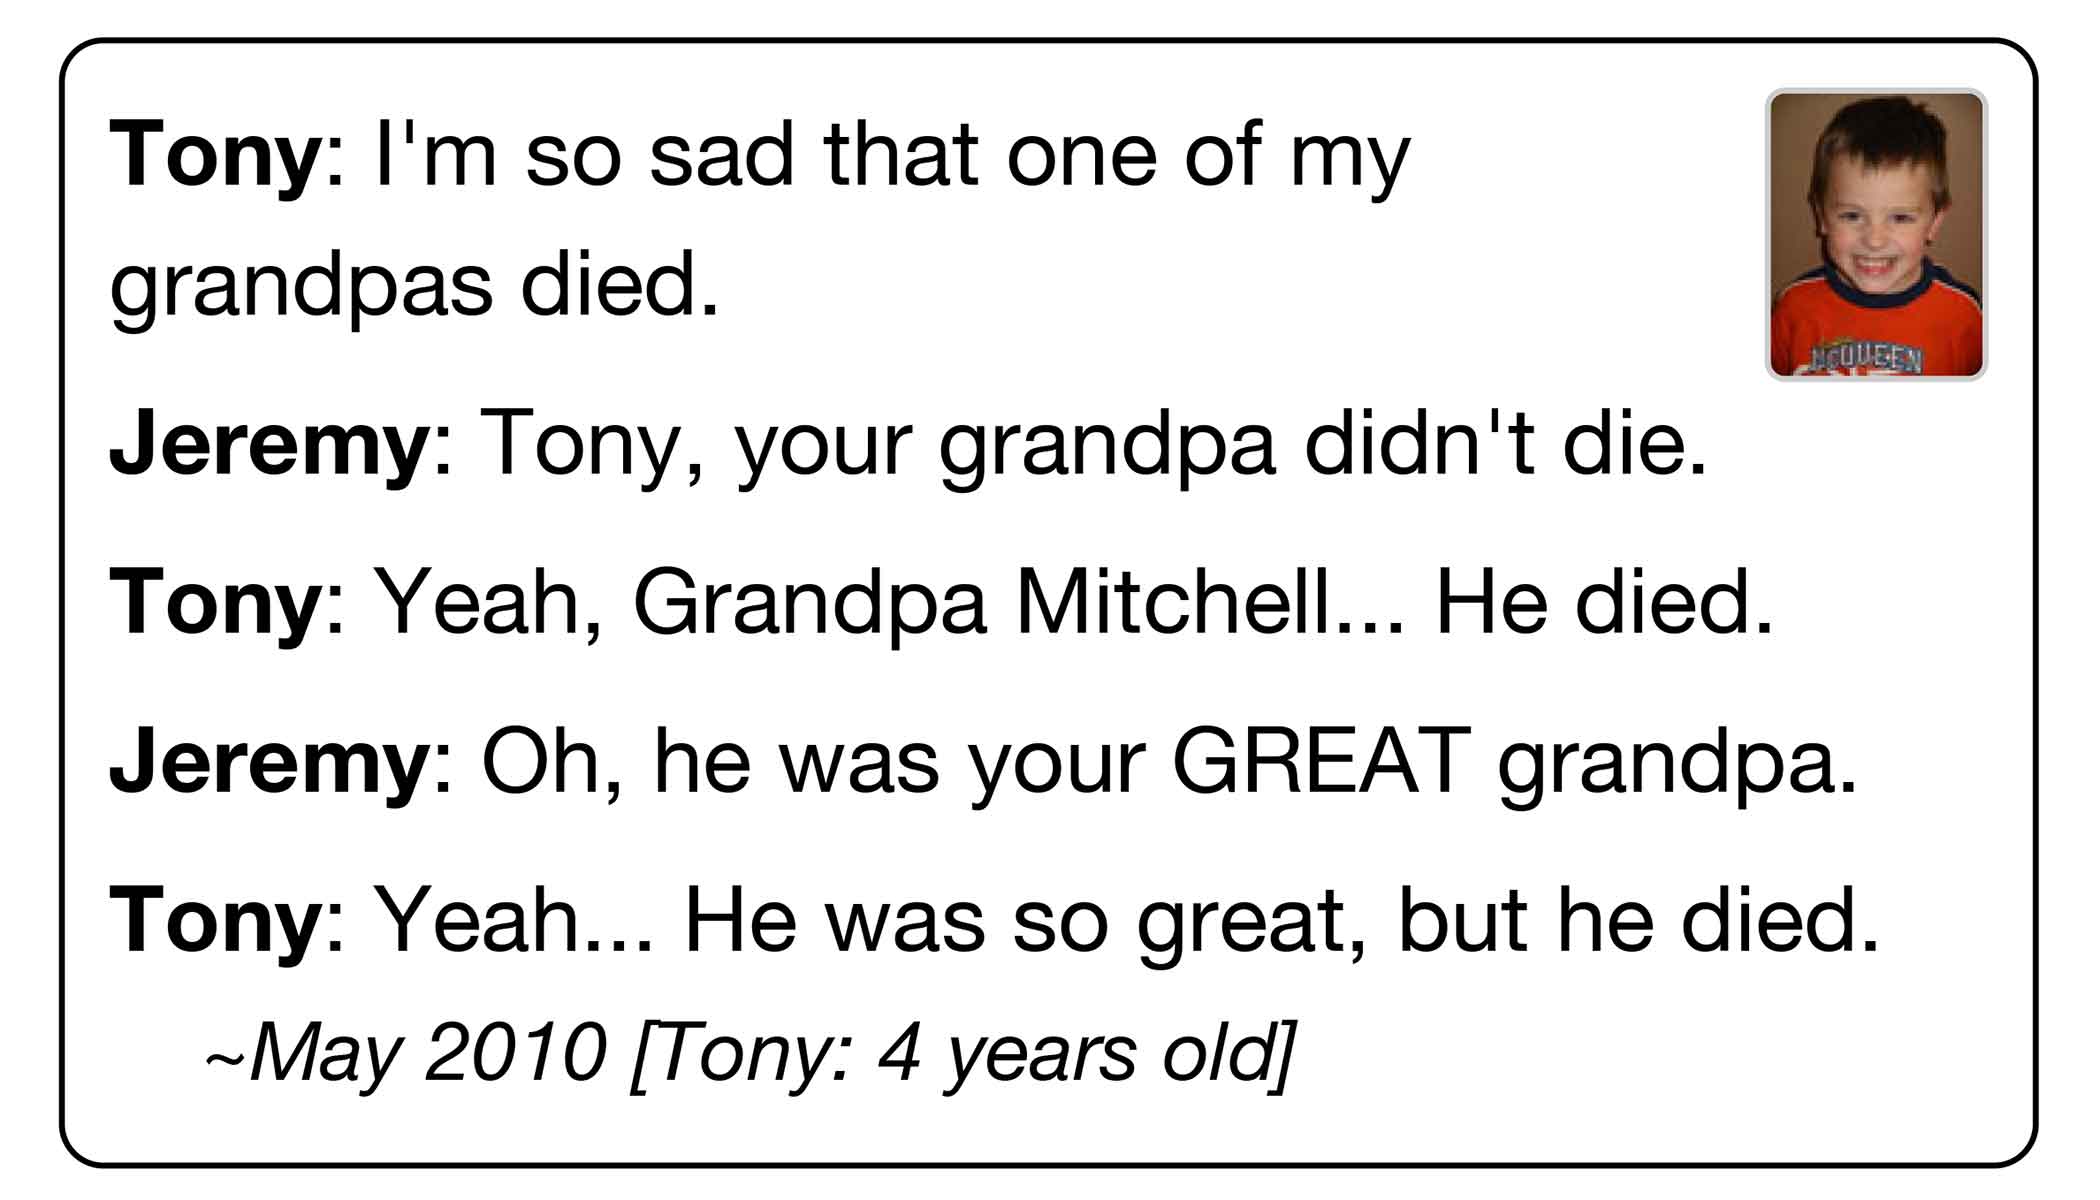 Tony: I'm so sad that one of my
grandpas died.
Jeremy: Tony, your grandpa didn't die.
Tony: Yeah, Grandpa Mitchell... He died.
Jeremy: Oh, he was your GREAT grandpa.
Tony: Yeah... He was so great, but he died.
~May 2010 [Tony: 4 years old]
MCQUEEN